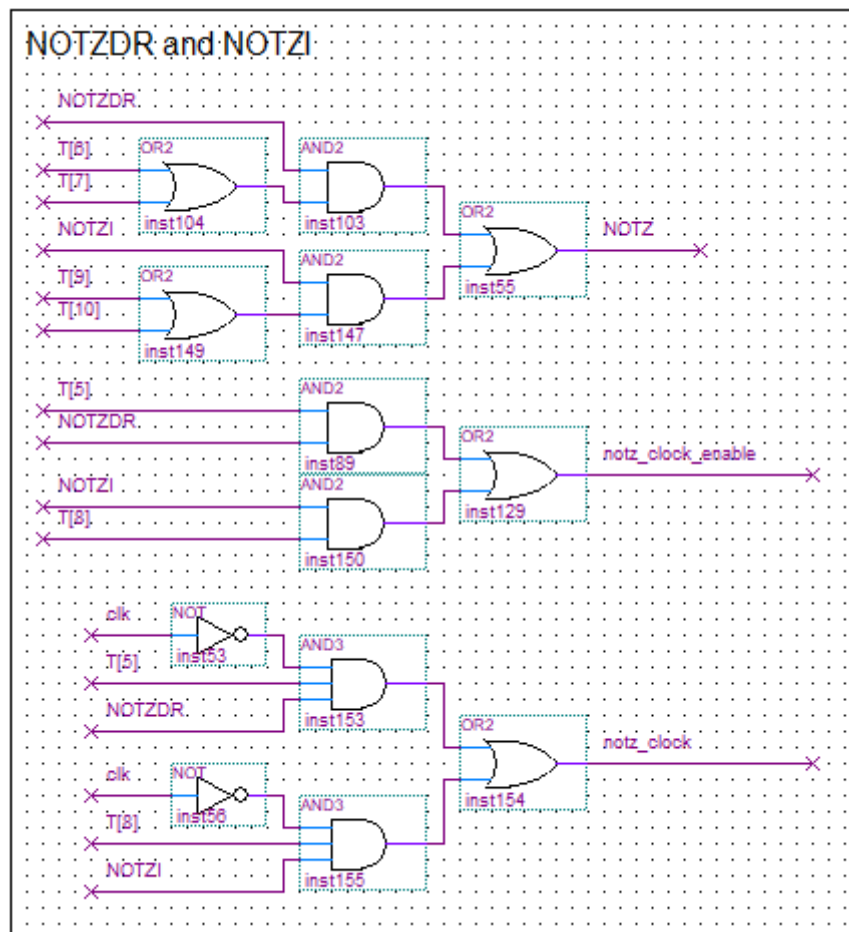 NOTZDR and NOTZI
NOTZDR
T[6]
T[7]
OR2
inst104
AND2
inst103
NOTZI
T[9]
T[10]
OR2
inst149
AND2
inst147
OR2
inst55
NOTZ
T[5]
NOTZDR
AND2
inst89
NOTZI
T[8]
AND2
inst150
OR2
inst129
notz_clock_enable
clk
NOT
inst53
T[5]
NOTZDR
AND3
inst153
clk
NOT
inst56
T[8]
NOTZI
AND3
inst155
OR2
inst154
notz_clock